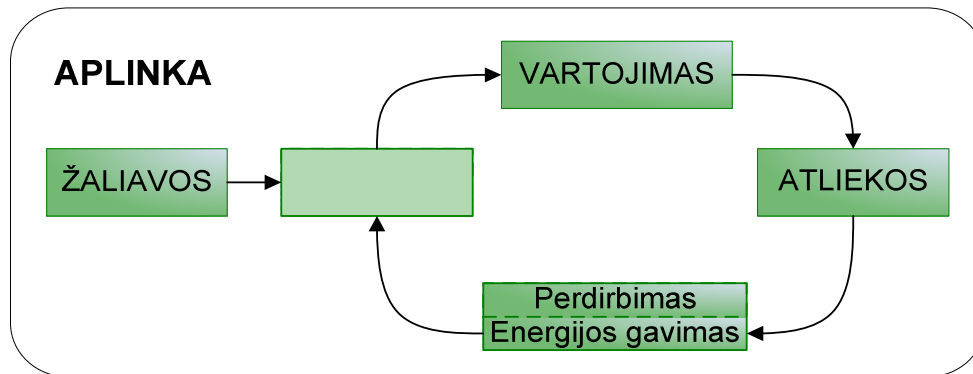 APLINKA
VARTOJIMAS
ŽALIAVOS
ATLIEKOS
Perdirbimas
Energijos gavimas